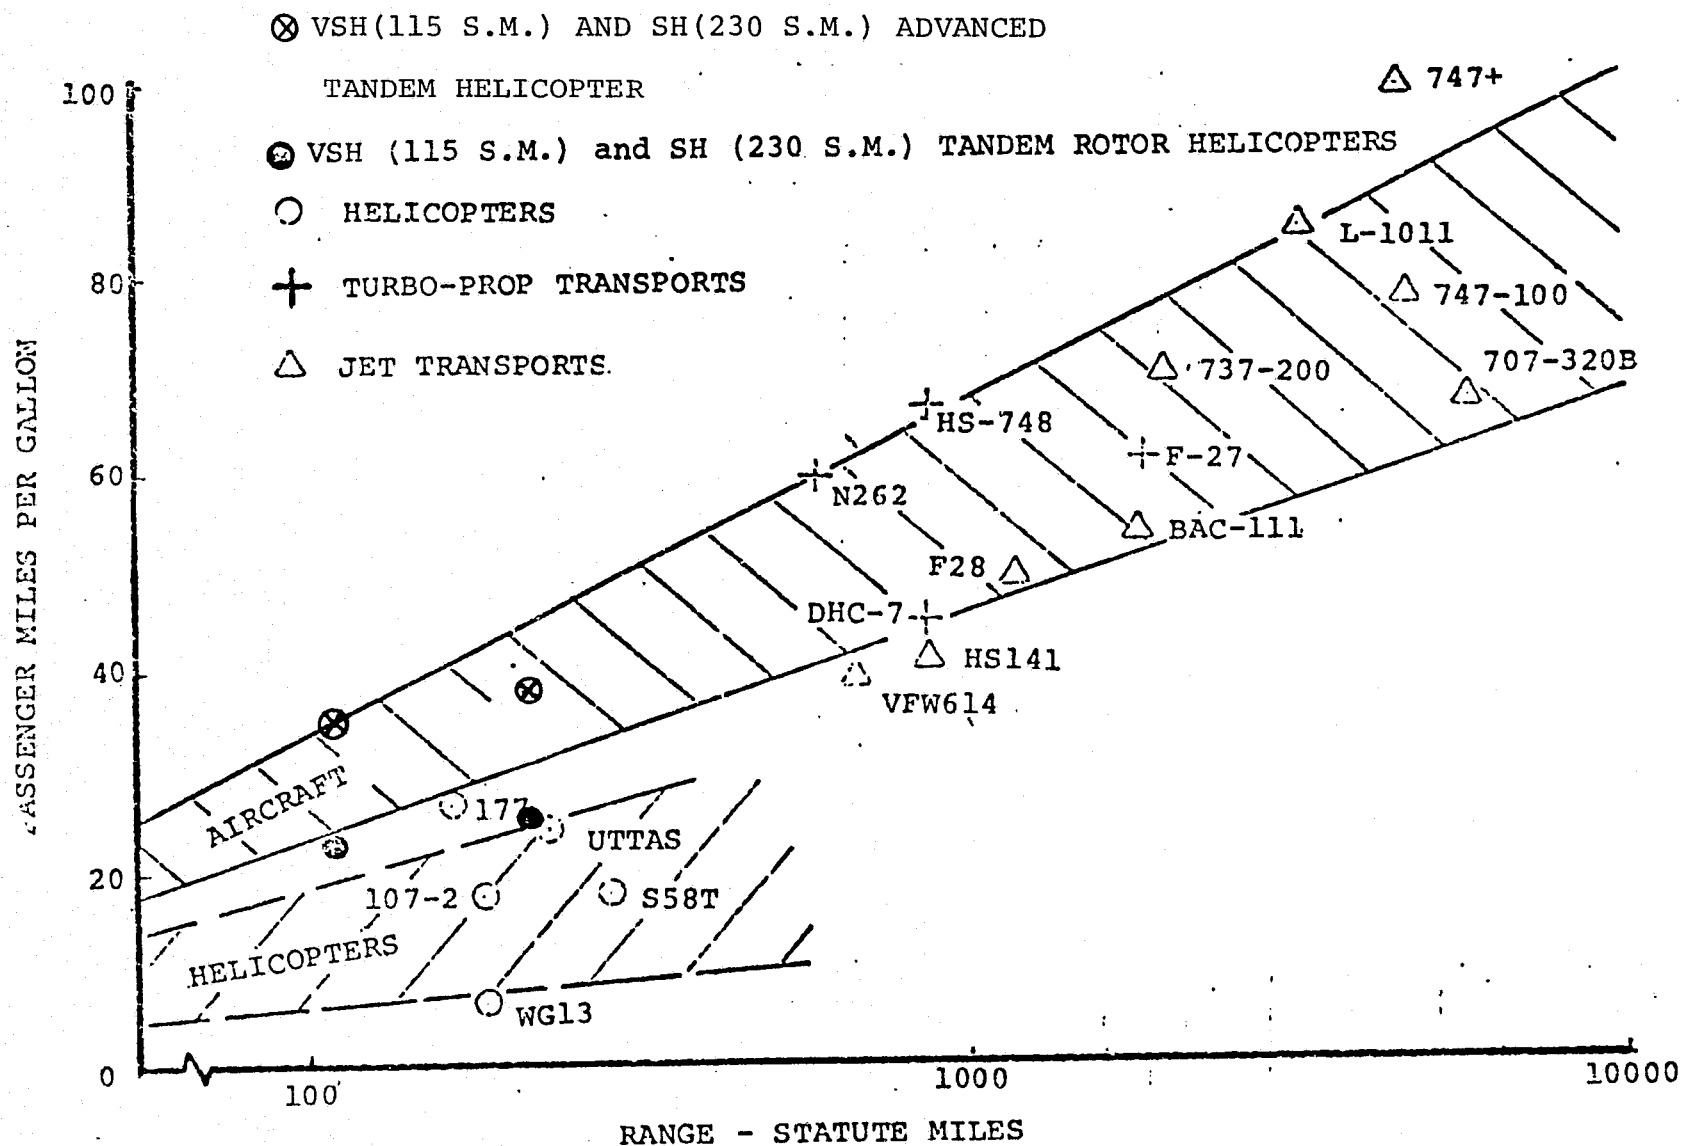 VSH(115 S.M.) AND SH(230 S.M.) ADVANCED
TANDEM HELICOPTER
VSH (115 S.M.) and SH (230 S.M.) TANDEM ROTOR HELICOPTERS
HELICOPTERS
TURBO-PROP TRANSPORTS
JET TRANSPORTS.
PASSENGER MILES PER GALLON
100
80
60
40
20
0
747+
L-1011
747-100
707-320B
737-200
HS-748
F-27
N262
BAC-111
F28
DHC-7
HS141
VFW614
AIRCRAFT
177
UTTAS
107-2
S58T
HELICOPTERS
WG13
100
1000
10000
RANGE - STATUTE MILES